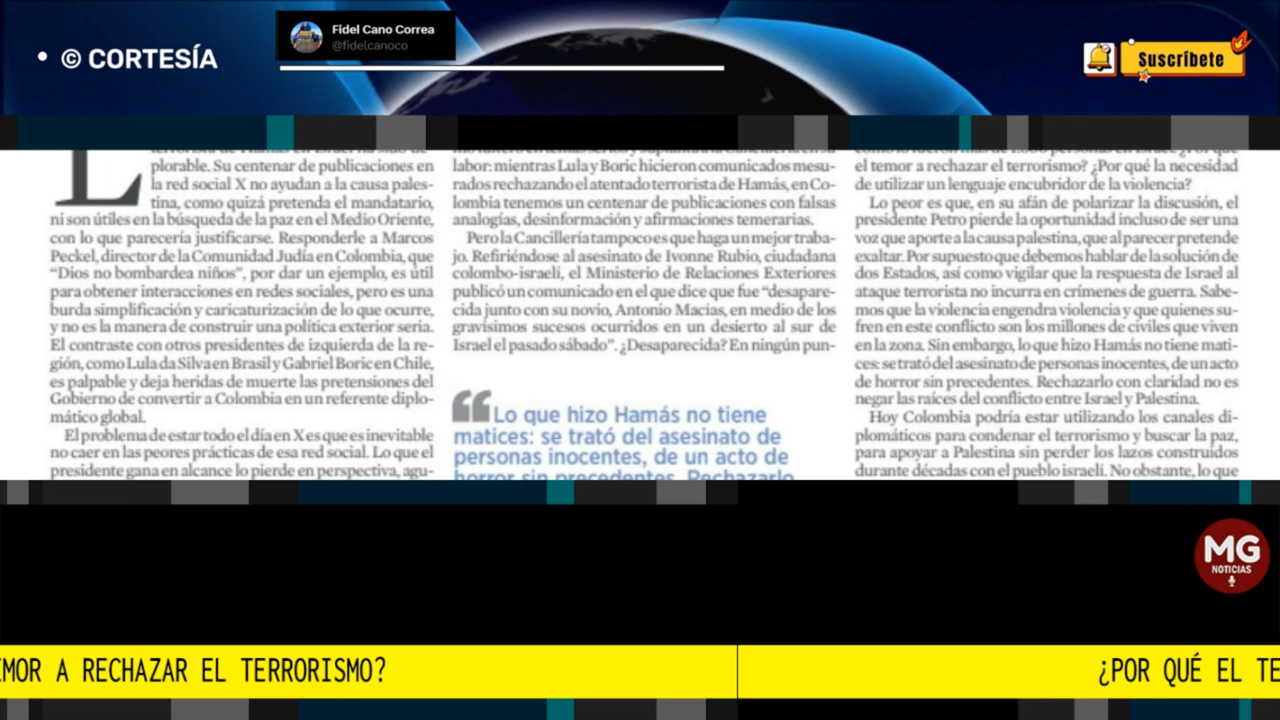 • © CORTESÍA
Fidel Cano Correa
@fidelcanoco
Suscríbete
L
plorable. Su centenar de publicaciones en
la red social X no ayudan a la causa pales-
tina, como quizá pretenda el mandatario,
ni son útiles en la búsqueda de la paz en el Medio Oriente,
con lo que parecería justificarse. Responderle a Marcos
Peckel, director de la Comunidad Judía en Colombia, que
“Dios no bombardea niños”, por dar un ejemplo, es útil
para obtener interacciones en redes sociales, pero es una
burda simplificación y caricaturización de lo que ocurre,
y no es la manera de construir una política exterior seria.
El contraste con otros presidentes de izquierda de la re-
gión, como Lula da Silva en Brasil y Gabriel Boric en Chile,
es palpable y deja heridas de muerte las pretensiones del
Gobierno de convertir a Colombia en un referente diplo-
mático global.
El problema de estar todo el día en X es que es inevitable
no caer en las peores prácticas de esa red social. Lo que el
presidente gana en alcance lo pierde en perspectiva, agu-
labor: mientras Lula y Boric hicieron comunicados mesu-
rados rechazando el atentado terrorista de Hamás, en Co-
lombia tenemos un centenar de publicaciones con falsas
analogías, desinformación y afirmaciones temerarias.
Pero la Cancillería tampoco es que haga un mejor traba-
jo. Refiriéndose al asesinato de Ivonne Rubio, ciudadana
colombo-israelí, el Ministerio de Relaciones Exteriores
publicó un comunicado en el que dice que fue “desapare-
cida junto con su novio, Antonio Macías, en medio de los
gravísimos sucesos ocurridos en un desierto al sur de
Israel el pasado sábado”. ¿Desaparecida? En ningún pun-
“Lo que hizo Hamás no tiene
matices: se trató del asesinato de
personas inocentes, de un acto de
horror sin precedentes. Rechazarlo
el temor a rechazar el terrorismo? ¿Por qué la necesidad
de utilizar un lenguaje encubridor de la violencia?
Lo peor es que, en su afán de polarizar la discusión, el
presidente Petro pierde la oportunidad incluso de ser una
voz que aporte a la causa palestina, que al parecer pretende
exaltar. Por supuesto que debemos hablar de la solución de
dos Estados, así como vigilar que la respuesta de Israel al
ataque terrorista no incurra en crímenes de guerra. Sabe-
mos que la violencia engendra violencia y que quienes su-
fren en este conflicto son los millones de civiles que viven
en la zona. Sin embargo, lo que hizo Hamás no tiene mati-
ces: se trató del asesinato de personas inocentes, de un acto
de horror sin precedentes. Rechazarlo con claridad no es
negar las raíces del conflicto entre Israel y Palestina.
Hoy Colombia podría estar utilizando los canales di-
plomáticos para condenar el terrorismo y buscar la paz,
para apoyar a Palestina sin perder los lazos construidos
durante décadas con el pueblo israelí. No obstante, lo que
MG
NOTICIAS
EMOR A RECHAZAR EL TERRORISMO?
¿POR QUÉ EL TE